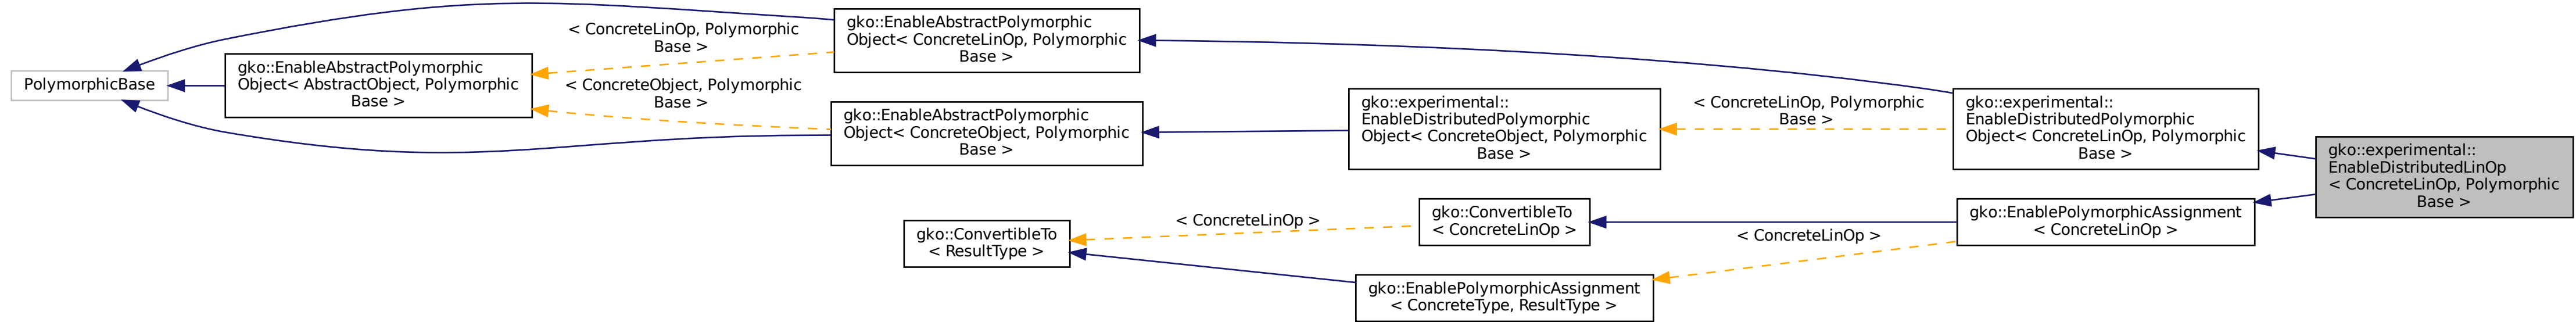 PolymorphicBase
gko::EnableAbstractPolymorphic
Object< AbstractObject, Polymorphic
Base >
< ConcreteLinOp, Polymorphic
Base >
< ConcreteObject, Polymorphic
Base >
gko::EnableAbstractPolymorphic
Object< ConcreteLinOp, Polymorphic
Base >
gko::EnableAbstractPolymorphic
Object< ConcreteObject, Polymorphic
Base >
gko::ConvertibleTo
< ResultType >
< ConcreteLinOp >
gko::experimental::
EnableDistributedPolymorphic
Object< ConcreteObject, Polymorphic
Base >
gko::ConvertibleTo
< ConcreteLinOp >
gko::EnablePolymorphicAssignment
< ConcreteType, ResultType >
< ConcreteLinOp, Polymorphic
Base >
< ConcreteLinOp >
gko::experimental::
EnableDistributedPolymorphic
Object< ConcreteLinOp, Polymorphic
Base >
gko::EnablePolymorphicAssignment
< ConcreteLinOp >
gko::experimental::
EnableDistributedLinOp
< ConcreteLinOp, Polymorphic
Base >